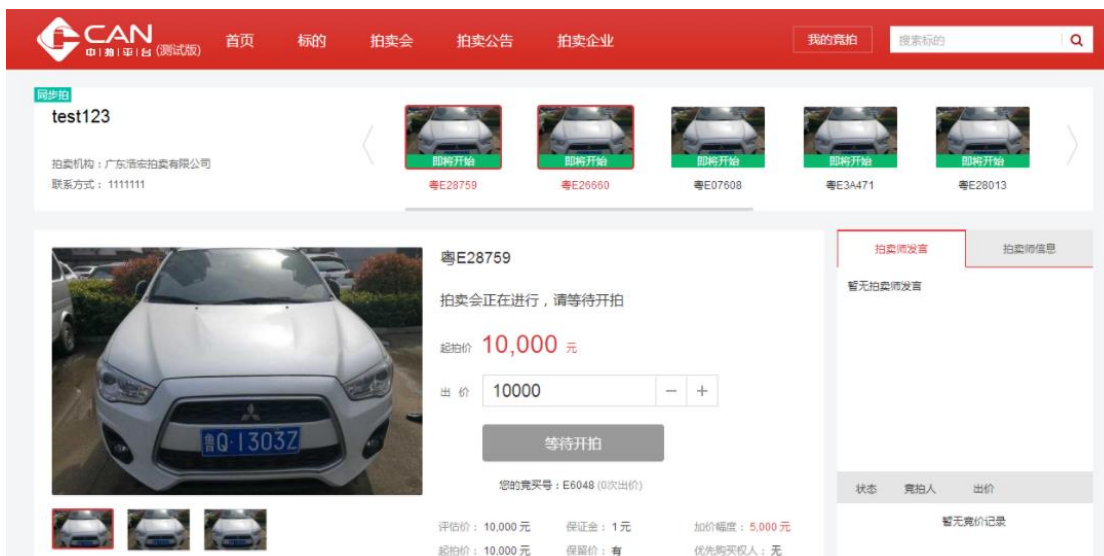 CAN
中|拍|平|台 (测试版)
首页 标的 拍卖会 拍卖公告 拍卖企业 我的竞拍 搜索标的
同步拍
test123
拍卖机构：广东浩宏拍卖有限公司
联系方式： 1111111
即将开始 即将开始 即将开始 即将开始 即将开始
粤E28759 粤E26660 粤E07608 粤E3A471 粤E28013
粤E28759
拍卖会正在进行，请等待开拍
起拍价 10,000 元
出 价 10000 − +
等待开拍
您的竞买号：E6048 (0次出价)
评估价： 10,000 元 保证金： 1 元 加价幅度： 5,000 元
起拍价： 10,000 元 保留价： 有 优先购买权人： 无
鲁Q·1303Z
拍卖师发言 拍卖师信息
暂无拍卖师发言
状态 竞拍人 出价
暂无竞价记录